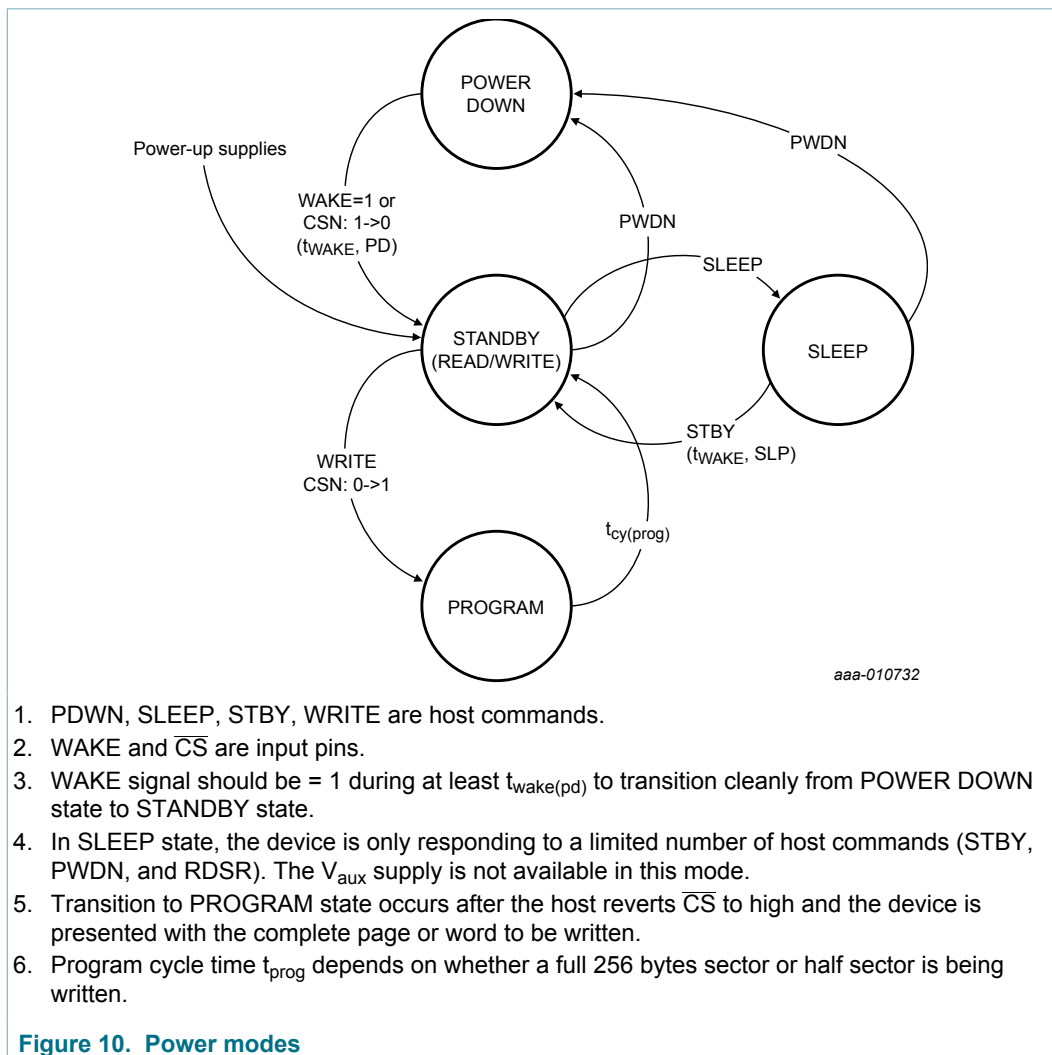 POWER
DOWN
PWDN
Power-up supplies
WAKE=1 or
CSN: 1->0
(tWAKE, PD)
PWDN
SLEEP
STANDBY
(READ/WRITE)
SLEEP
STBY
(tWAKE, SLP)
WRITE
CSN: 0->1
tcy(prog)
PROGRAM
aaa-010732
1. PDWN, SLEEP, STBY, WRITE are host commands.
2. WAKE and C̅S̅ are input pins.
3. WAKE signal should be = 1 during at least twake(pd) to transition cleanly from POWER DOWN
state to STANDBY state.
4. In SLEEP state, the device is only responding to a limited number of host commands (STBY,
PWDN, and RDSR). The Vaux supply is not available in this mode.
5. Transition to PROGRAM state occurs after the host reverts C̅S̅ to high and the device is
presented with the complete page or word to be written.
6. Program cycle time tprog depends on whether a full 256 bytes sector or half sector is being
written.
Figure 10. Power modes